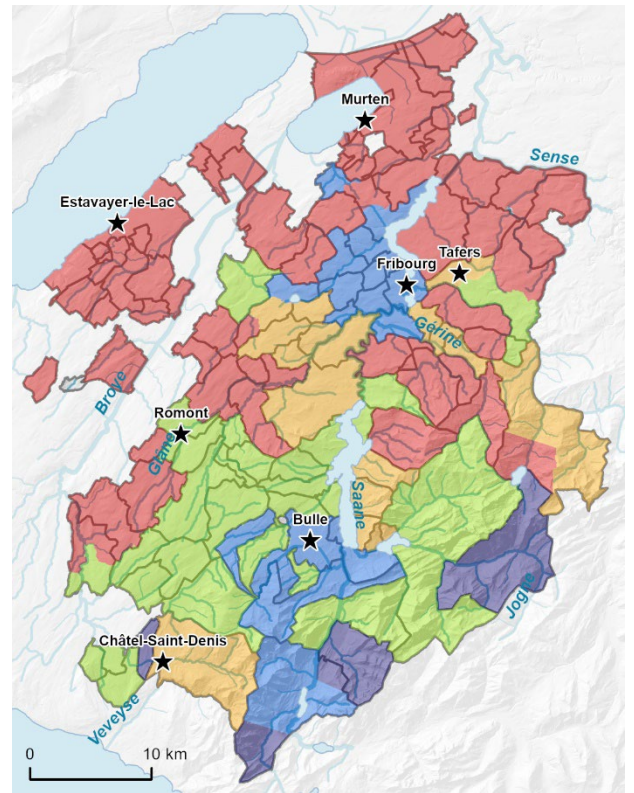 Murten
Sense
Estavayer-le-Lac
Tafers
Fribourg
Gérine
Broye
Romont
Glâne
Saane
Bulle
Jogne
Châtel-Saint-Denis
Veveyse
0 10 km